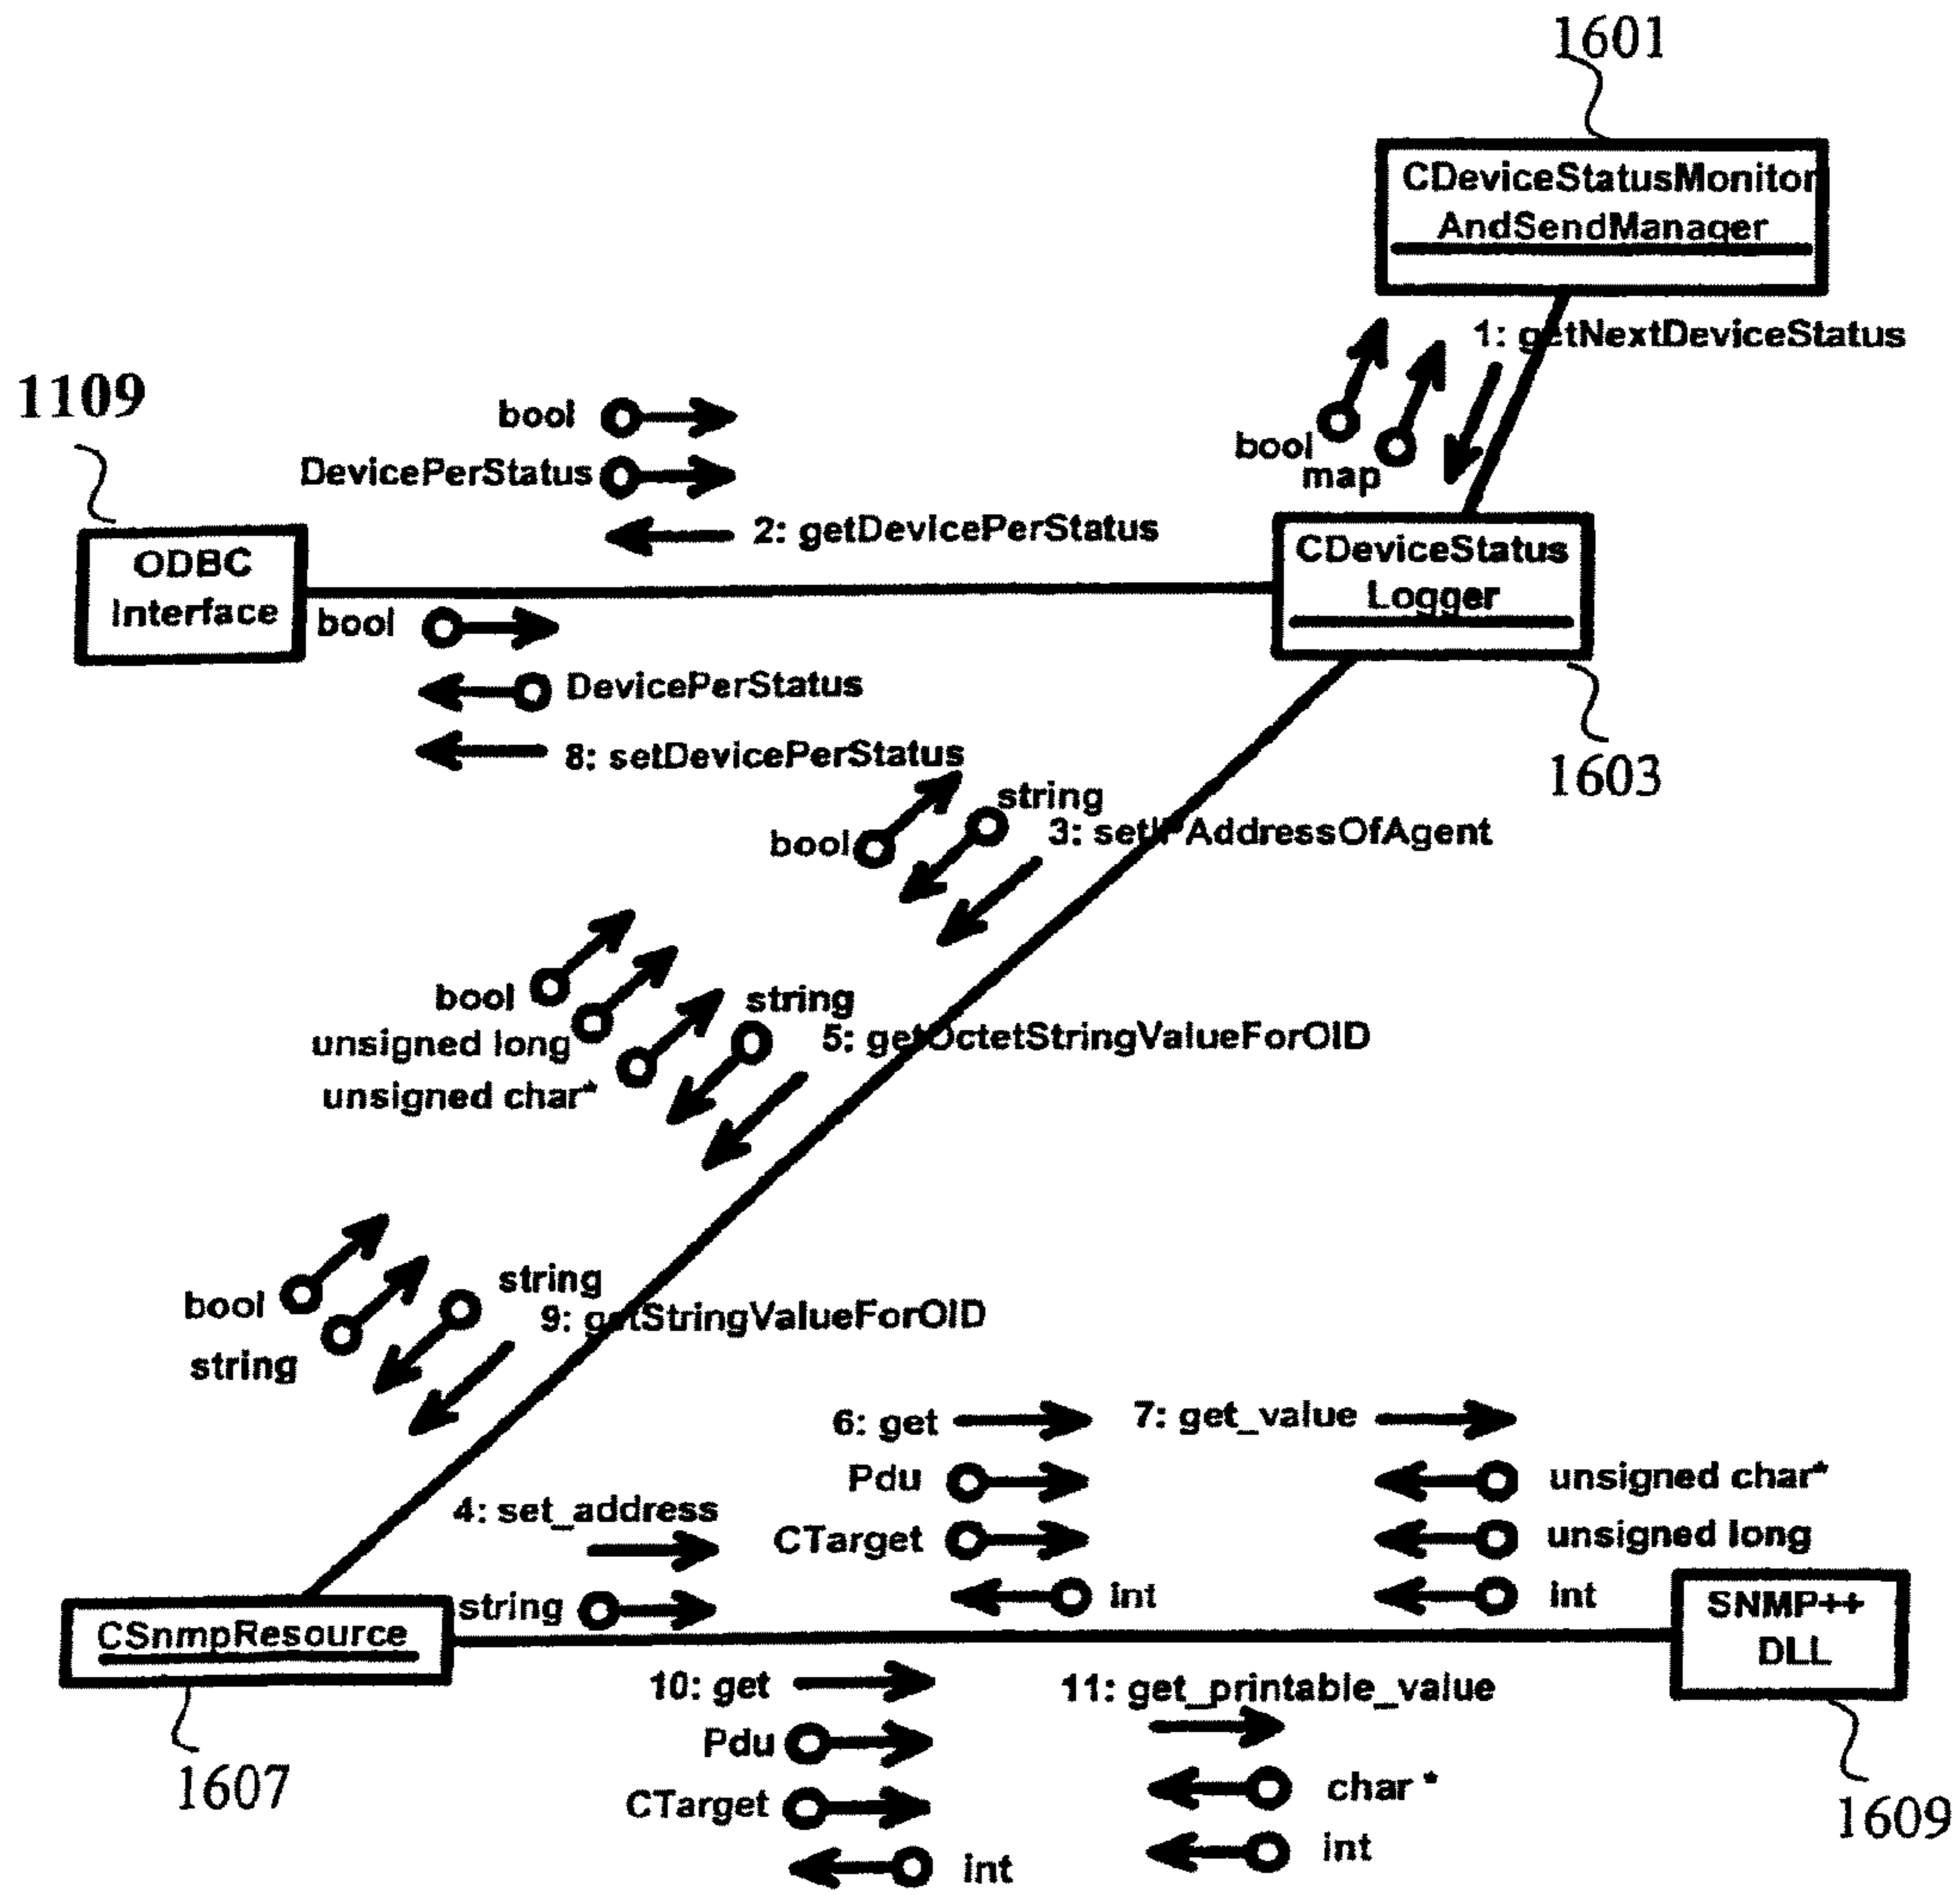 1601
CDeviceStatusMonitor
AndSendManager
1: getNextDeviceStatus
bool
map
1109
bool
DevicePerStatus
2: getDevicePerStatus
ODBC
Interface
CDeviceStatus
Logger
bool
DevicePerStatus
8: setDevicePerStatus
1603
string
bool
3: setIPAddressOfAgent
bool
string
unsigned long
5: getOctetStringValueForOID
unsigned char*
string
bool
9: getStringValueForOID
string
6: get
7: get_value
Pdu
unsigned char*
4: set_address
CTarget
unsigned long
string
int
int
CSnmpResource
SNMP++
DLL
10: get
11: get_printable_value
Pdu
1607
char *
CTarget
1609
int
int